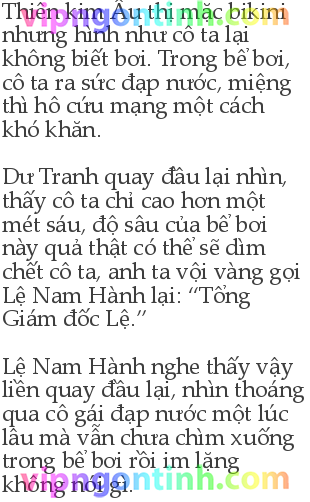 Thiên kim Âu thị mặc bikini
vipngontinh.com
nhưng hình như cô ta lại
không biết bơi. Trong bể bơi,
cô ta ra sức đạp nước, miệng
thì hô cứu mạng một cách
khó khăn.
Dư Tranh quay đầu lại nhìn,
thấy cô ta chỉ cao hơn một
mét sáu, độ sâu của bể bơi
này quả thật có thể sẽ dìm
chết cô ta, anh ta vội vàng gọi
Lệ Nam Hành lại: “Tổng
Giám đốc Lệ.”
Lệ Nam Hành nghe thấy vậy
liền quay đầu lại, nhìn thoáng
qua cô gái đạp nước một lúc
lâu mà vẫn chưa chìm xuống
trong bể bơi rồi im lặng
không nói gì.
vipngontinh.com